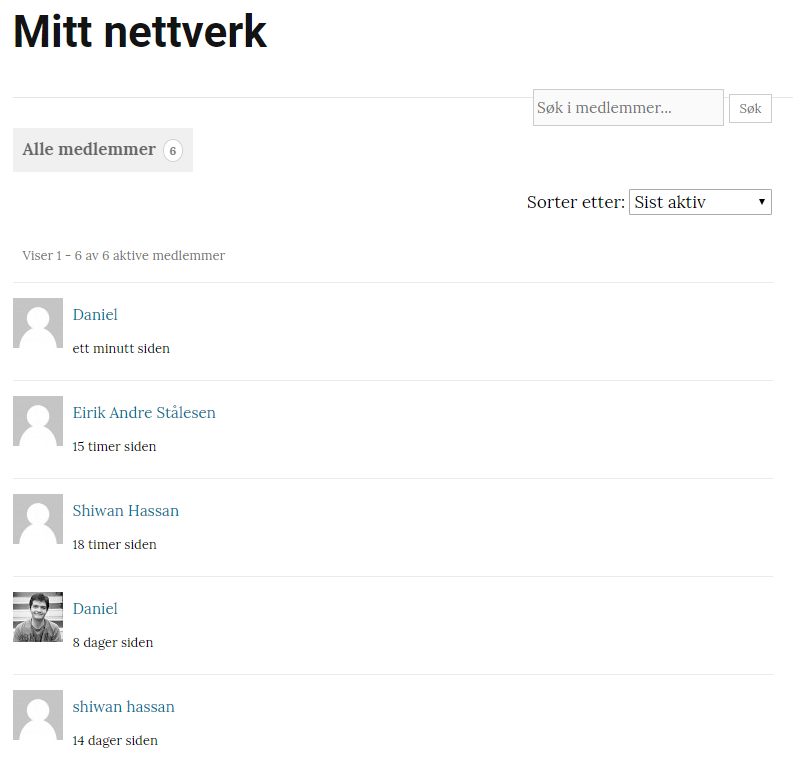 Mitt nettverk
Søk i medlemmer...
Søk
Alle medlemmer 6
Sorter etter: Sist aktiv
Viser 1 - 6 av 6 aktive medlemmer
Daniel
ett minutt siden
Eirik Andre Stålesen
15 timer siden
Shiwan Hassan
18 timer siden
Daniel
8 dager siden
shiwan hassan
14 dager siden